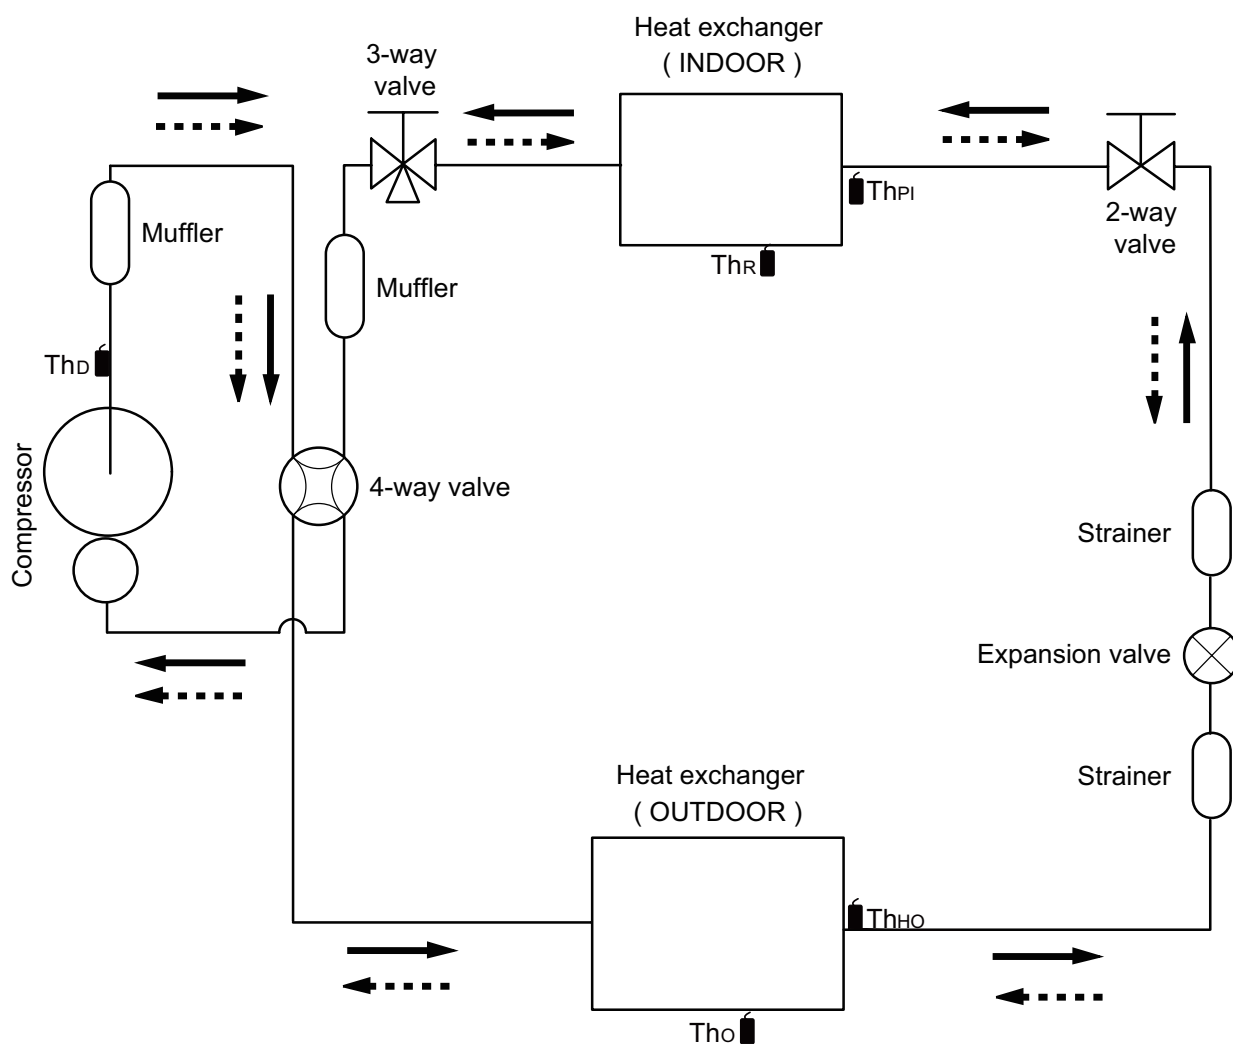 Heat exchanger
( INDOOR )
3-way
valve
Muffler
ThPI
2-way
valve
ThR
Muffler
ThD
4-way valve
Compressor
Strainer
Expansion valve
Heat exchanger
( OUTDOOR )
Strainer
ThHO
ThO